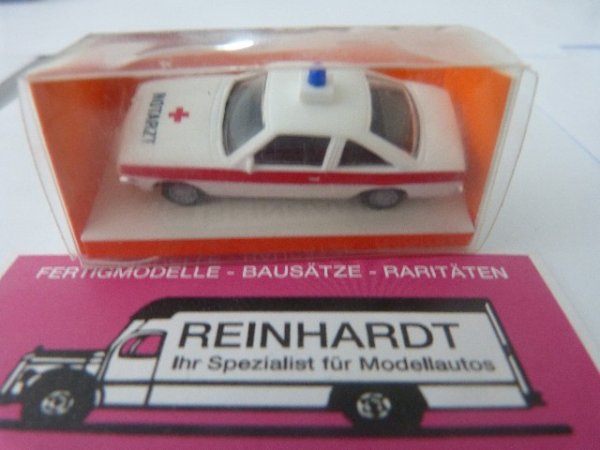 NOTARZT
FERTIGMODELLE - BAUSÄTZE - RARITÄTEN
REINHARDT
Ihr Spezialist für Modellautos